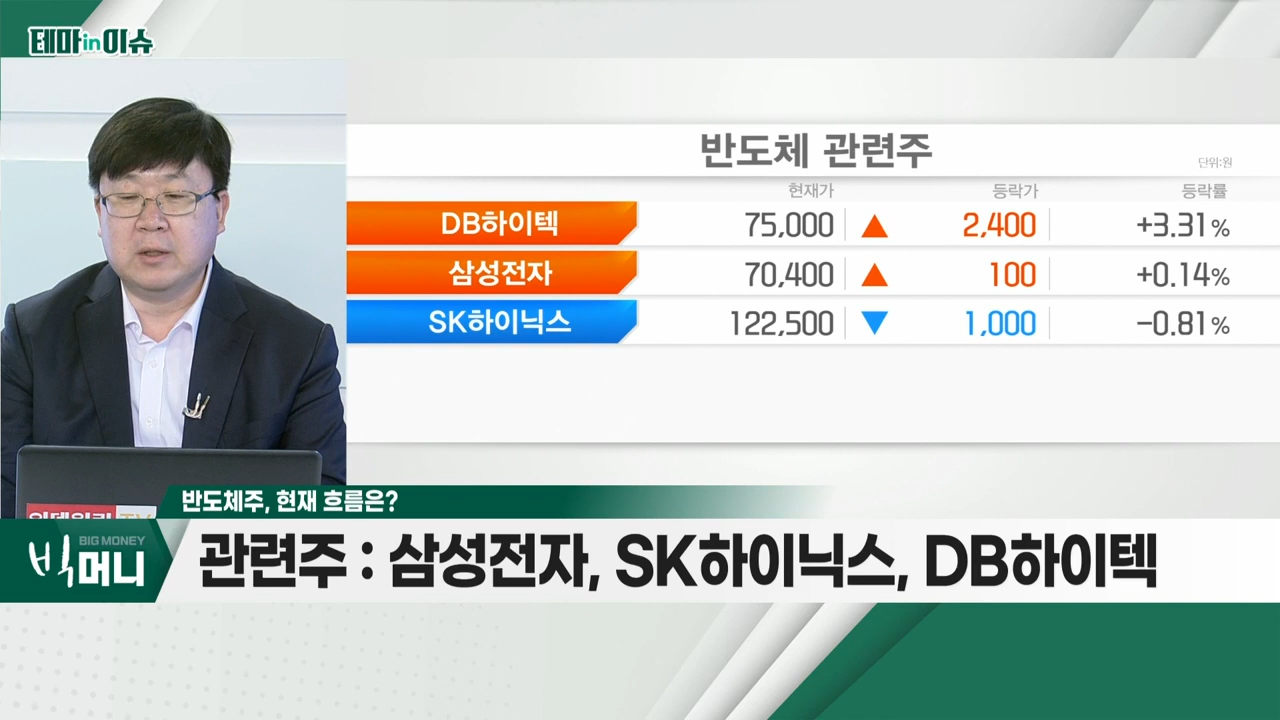 테마in이슈
반도체 관련주
단위:원
현재가 등락가 등락률
DB하이텍 75,000 ▲ 2,400 +3.31%
삼성전자 70,400 ▲ 100 +0.14%
SK하이닉스 122,500 ▼ 1,000 -0.81%
반도체주, 현재 흐름은?
BIG MONEY
빅머니
관련주 : 삼성전자, SK하이닉스, DB하이텍